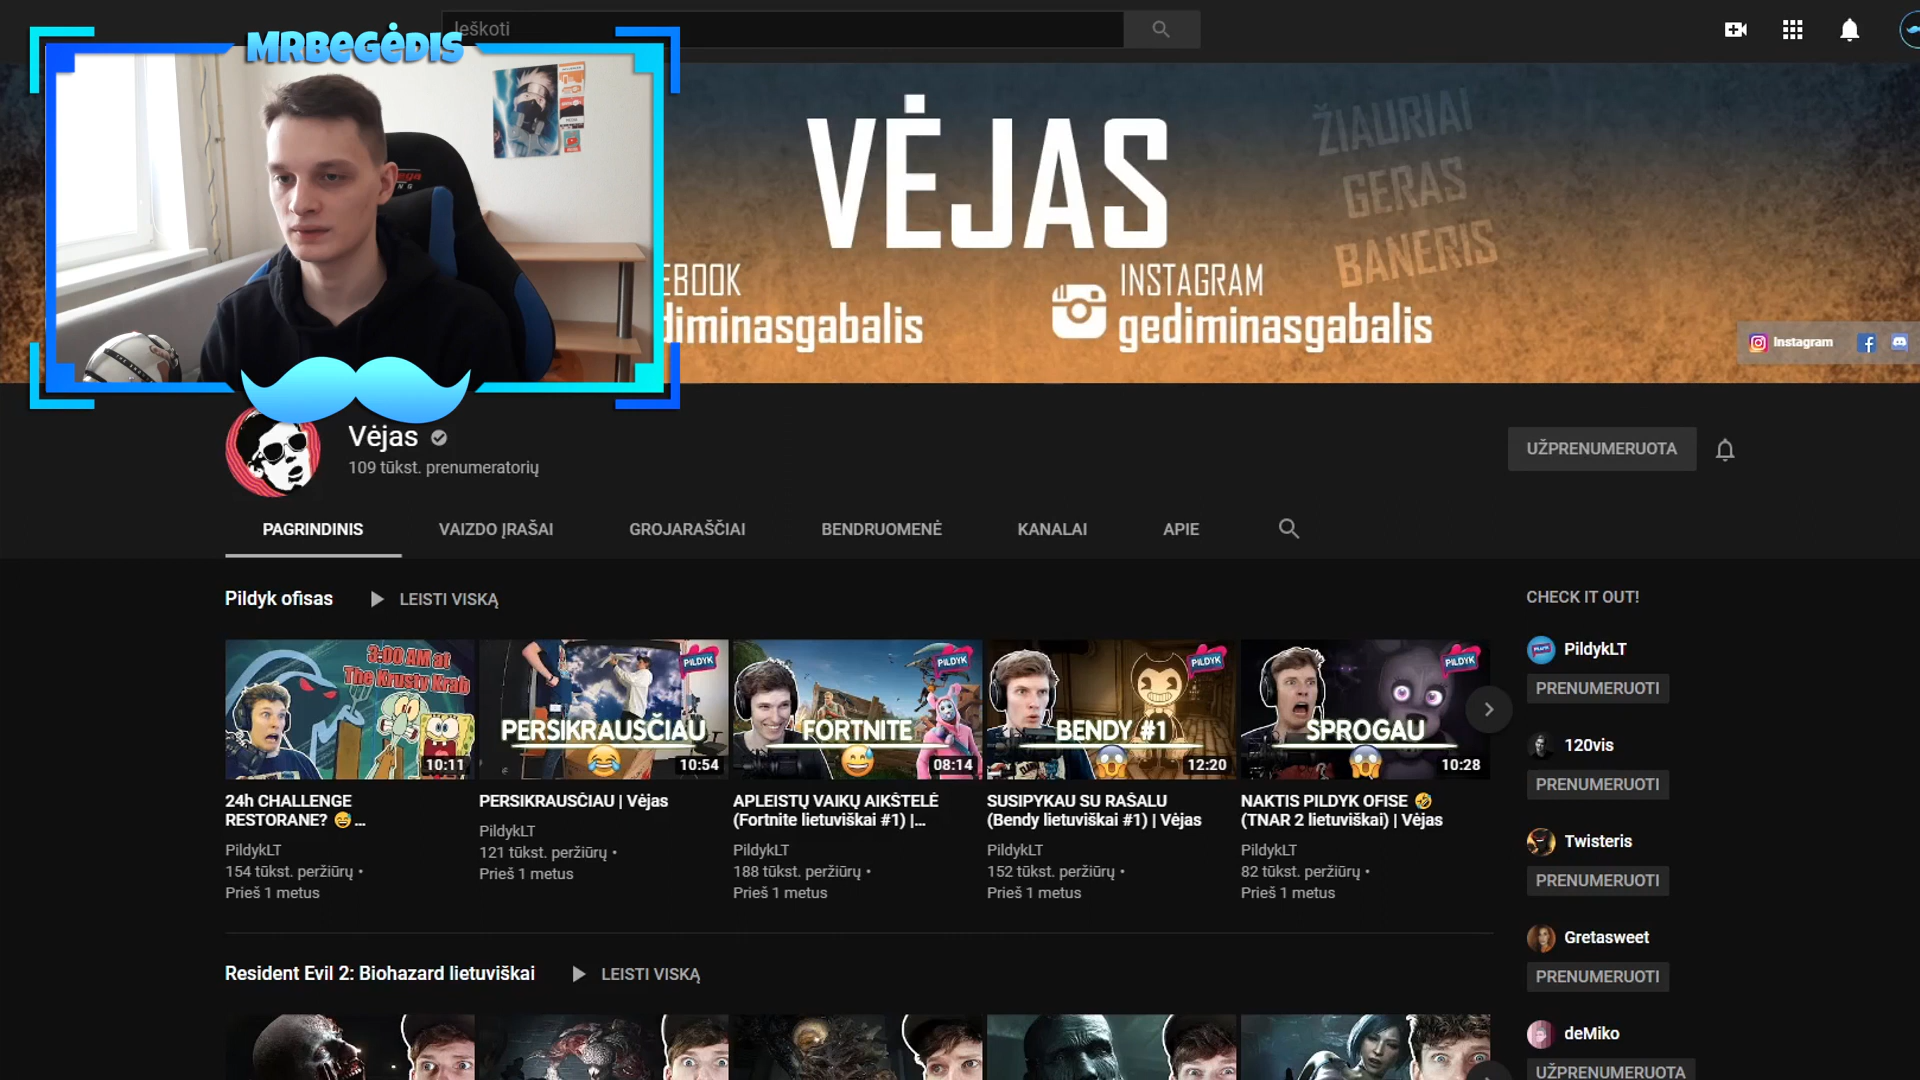 Ieškoti
MRBEGĖDIS
VĖJAS
ŽIAURIAI
GERAS
BANERIS
EBOOK
diminasgabalis
INSTAGRAM
gediminasgabalis
Instagram
Vėjas
109 tūkst. prenumeratorių
UŽPRENUMERUOTA
PAGRINDINIS
VAIZDO ĮRAŠAI
GROJARAŠČIAI
BENDRUOMENĖ
KANALAI
APIE
Pildyk ofisas
LEISTI VISKĄ
3:00 AM at
The Krusty Krab
10:11
PILDYK
PERSIKRAUSČIAU
10:54
PILDYK
FORTNITE
08:14
PILDYK
BENDY #1
12:20
PILDYK
SPROGAU
10:28
24h CHALLENGE
RESTORANE? 😅 ...
PildykLT
154 tūkst. peržiūrų •
Prieš 1 metus
PERSIKRAUSČIAU | Vėjas
PildykLT
121 tūkst. peržiūrų •
Prieš 1 metus
APLEISTŲ VAIKŲ AIKŠTELĖ
(Fortnite lietuviškai #1) |...
PildykLT
188 tūkst. peržiūrų •
Prieš 1 metus
SUSIPYKAU SU RAŠALU
(Bendy lietuviškai #1) | Vėjas
PildykLT
152 tūkst. peržiūrų •
Prieš 1 metus
NAKTIS PILDYK OFISE 🤣
(TNAR 2 lietuviškai) | Vėjas
PildykLT
82 tūkst. peržiūrų •
Prieš 1 metus
Resident Evil 2: Biohazard lietuviškai
LEISTI VISKĄ
CHECK IT OUT!
PildykLT
PRENUMERUOTI
120vis
PRENUMERUOTI
Twisteris
PRENUMERUOTI
Gretasweet
PRENUMERUOTI
deMiko
UŽPRENUMERUOTA